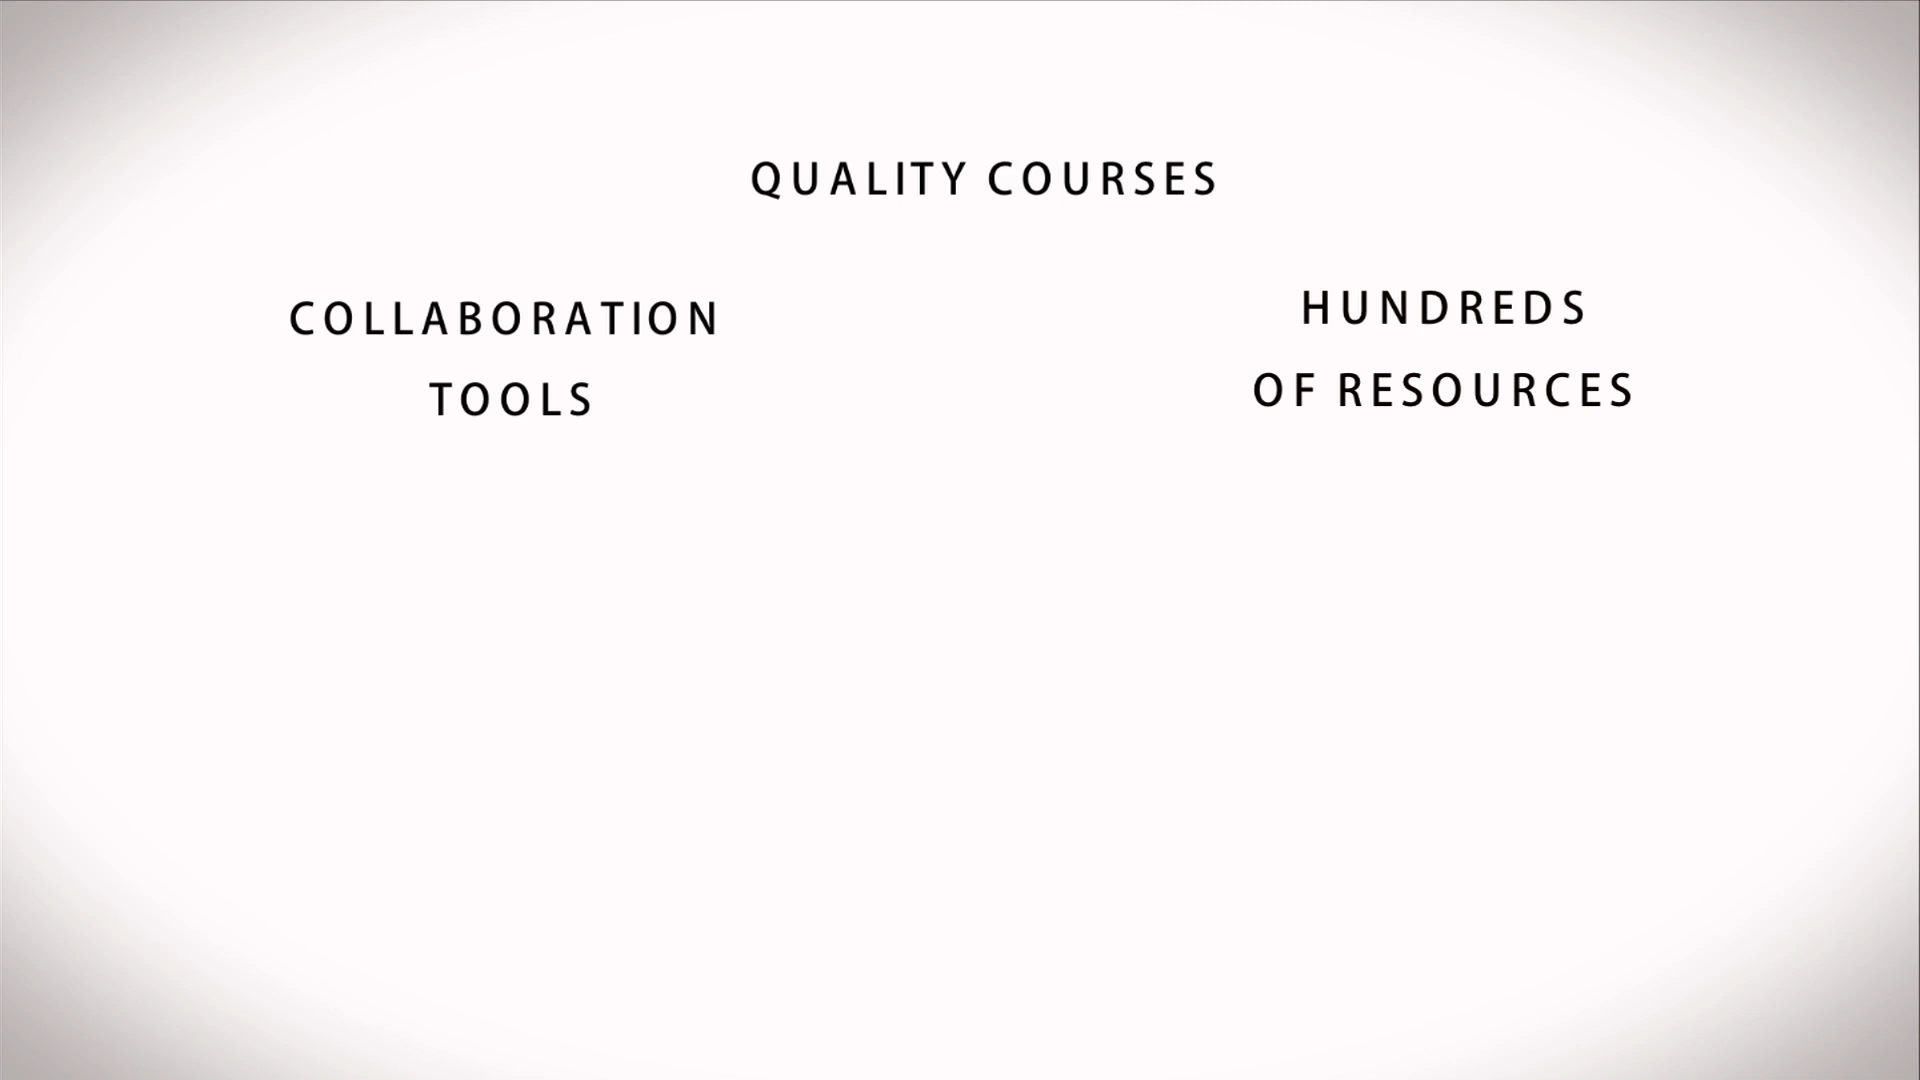 QUALITY COURSES
COLLABORATION
TOOLS
HUNDREDS
OF RESOURCES